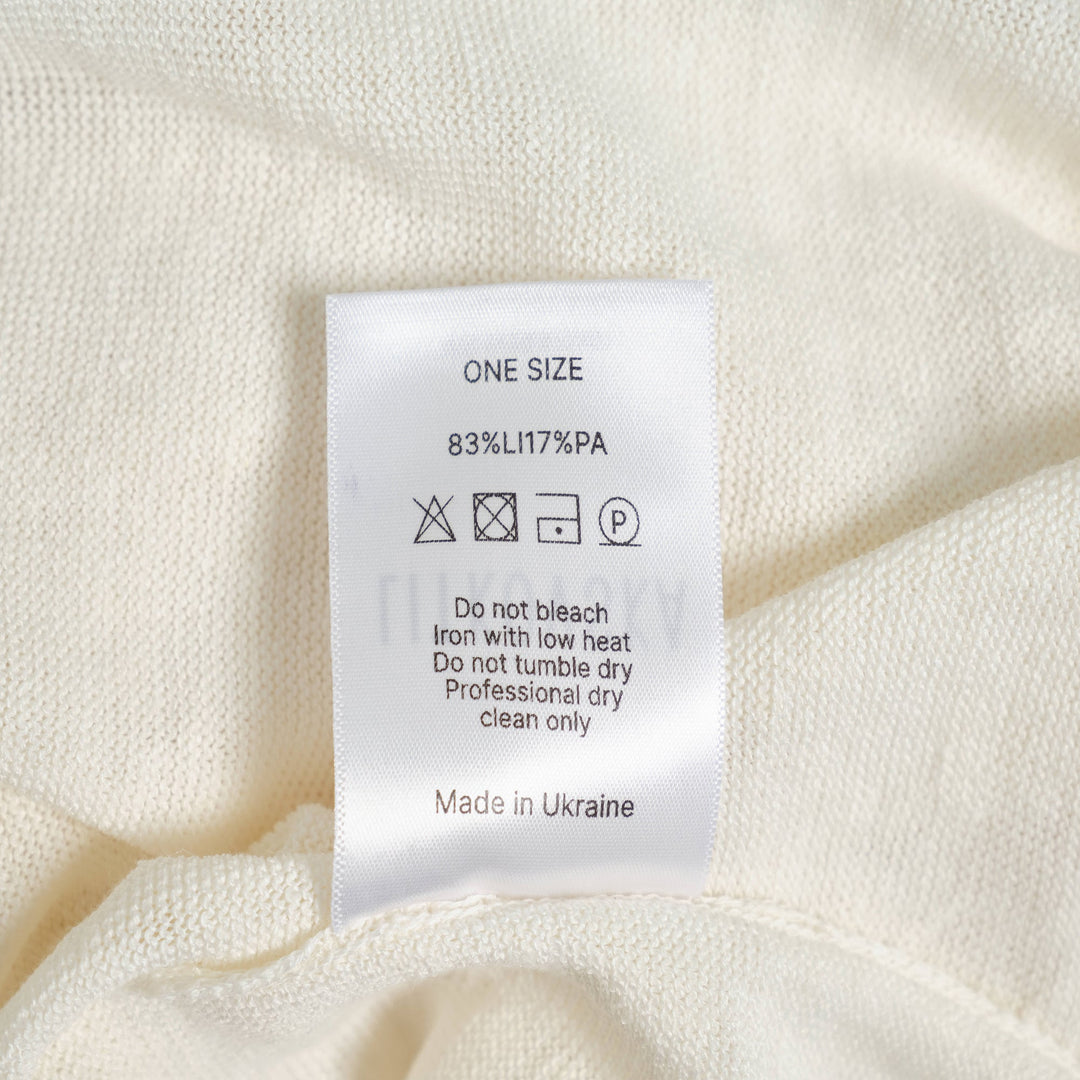 ONE SIZE
83%LI17%PA
P
Do not bleach
Iron with low heat
Do not tumble dry
Professional dry
clean only
Made in Ukraine